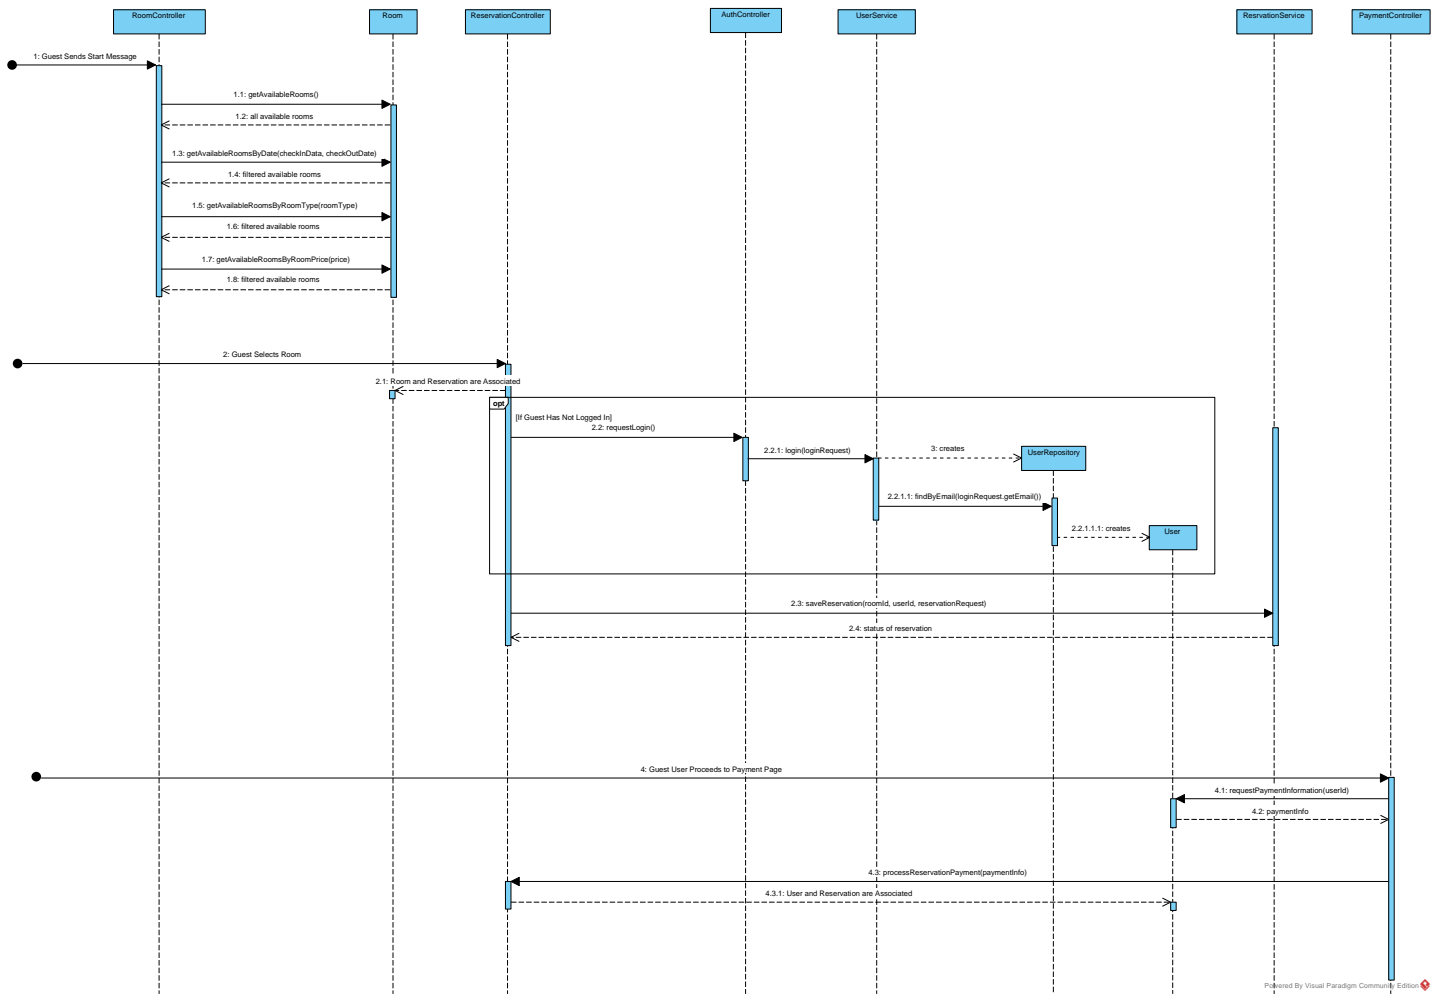 RoomController
Room
ReservationController
AuthController
UserService
ResrvationService
PaymentController
1: Guest Sends Start Message
1.1: getAvailableRooms()
1.2: all available rooms
1.3: getAvailableRoomsByDate(checkInData, checkOutDate)
1.4: filtered available rooms
1.5: getAvailableRoomsByRoomType(roomType)
1.6: filtered available rooms
1.7: getAvailableRoomsByRoomPrice(price)
1.8: filtered available rooms
2: Guest Selects Room
2.1: Room and Reservation are Associated
opt
[If Guest Has Not Logged In]
2.2: requestLogin()
2.2.1: login(loginRequest)
3: creates
UserRepository
2.2.1.1: findByEmail(loginRequest.getEmail())
2.2.1.1.1: creates
User
2.3: saveReservation(roomId, userId, reservationRequest)
2.4: status of reservation
4: Guest User Proceeds to Payment Page
4.1: requestPaymentInformation(userId)
4.2: paymentInfo
4.3: processReservationPayment(paymentInfo)
4.3.1: User and Reservation are Associated
Powered By Visual Paradigm Community Edition